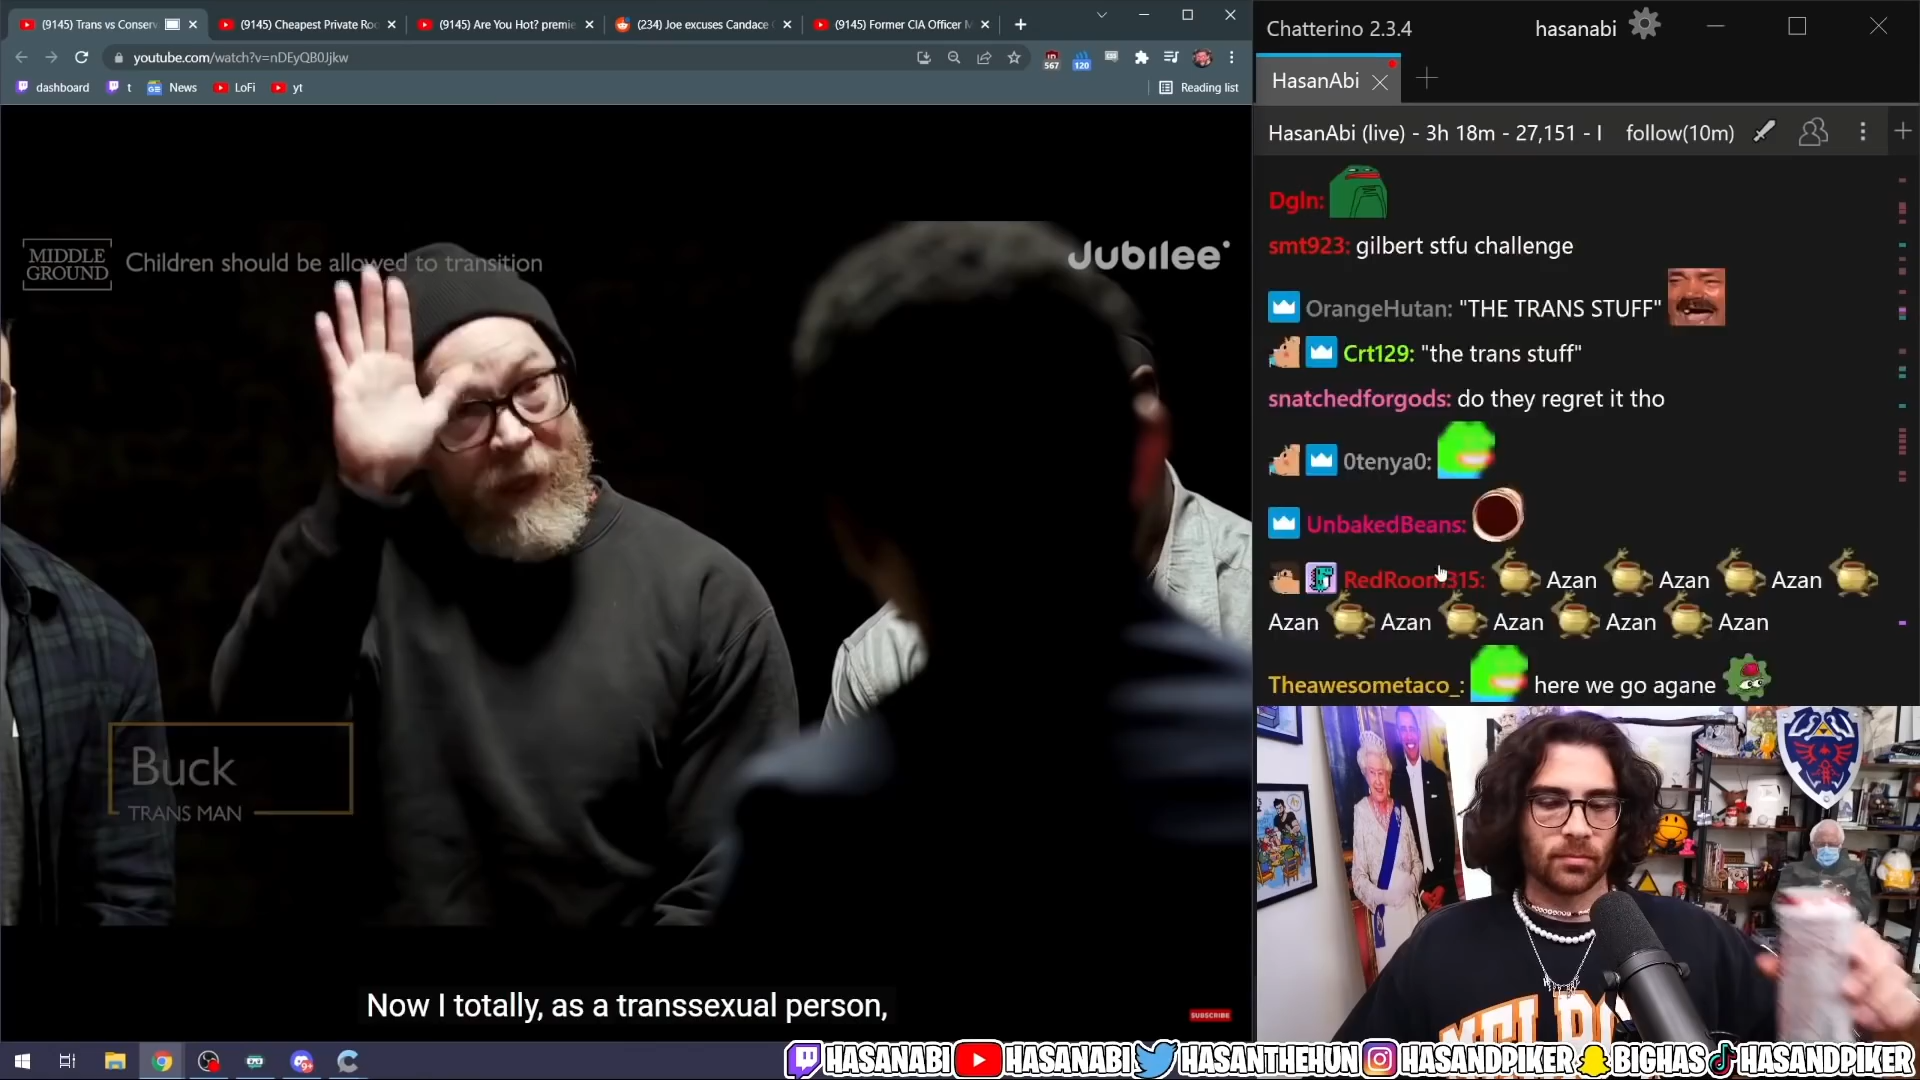 (9145) Trans vs Conserv
(9145) Cheapest Private Roo
(9145) Are You Hot? premie
(234) Joe excuses Candace
(9145) Former CIA Officer M
youtube.com/watch?v=nDEyQB0Jjkw
567
120
dashboard
t
News
LoFi
yt
Reading list
MIDDLE
GROUND
Children should be allowed to transition
Jubilee
Buck
TRANS MAN
Now I totally, as a transsexual person,
SUBSCRIBE
Chatterino 2.3.4
hasanabi
HasanAbi
HasanAbi (live) - 3h 18m - 27,151 - I
follow(10m)
Dgln:
smt923: gilbert stfu challenge
OrangeHutan: "THE TRANS STUFF"
Crt129: "the trans stuff"
snatchedforgods: do they regret it tho
0tenya0:
UnbakedBeans:
RedRoom315: Azan Azan Azan
Azan Azan Azan Azan Azan
Theawesometaco_: here we go agane
HASANABI HASANABI HASANTHEHUN HASANDPIKER BIGHAS HASANDPIKER